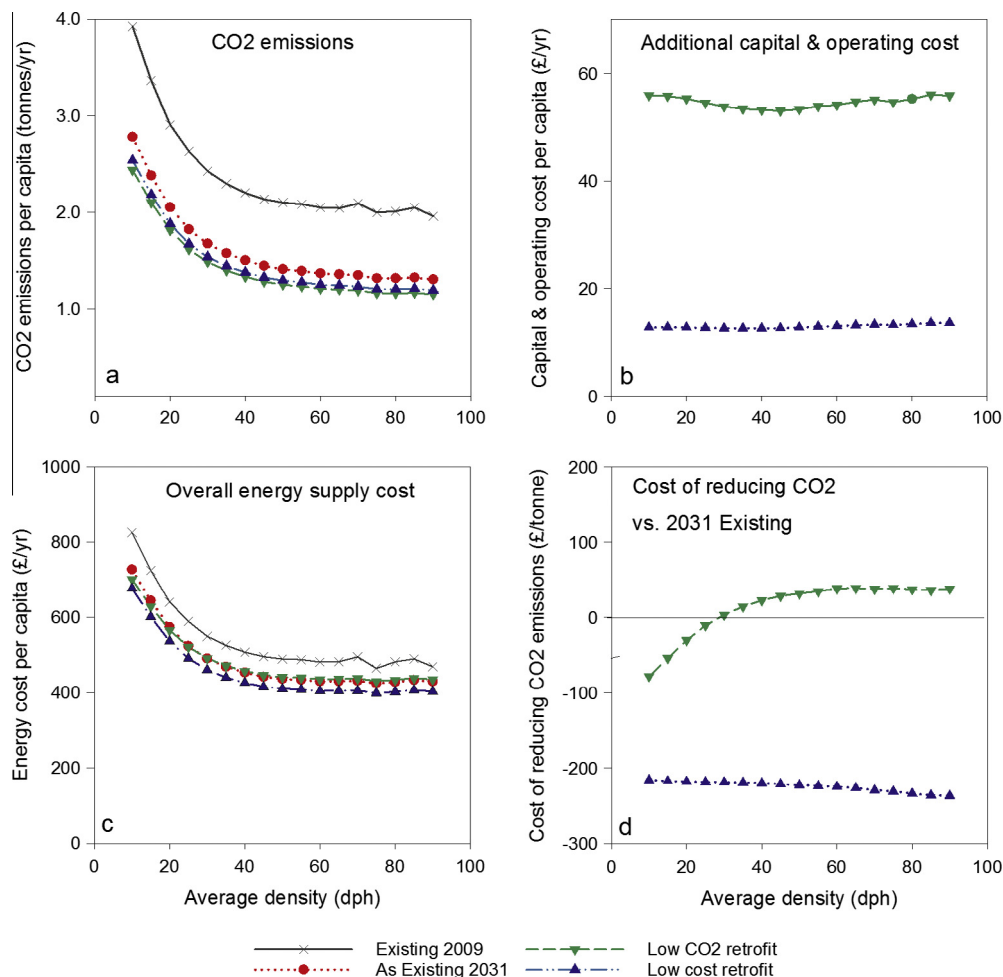 CO2 emissions
CO2 emissions per capita (tonnes/yr)
4.0
3.0
2.0
1.0
a
0 20 40 60 80 100
Additional capital & operating cost
Capital & operating cost per capita (£/yr)
60
40
20
0
b
0 20 40 60 80 100
Overall energy supply cost
Energy cost per capita (£/yr)
1000
800
600
400
200
0
c
0 20 40 60 80 100
Average density (dph)
Cost of reducing CO2
vs. 2031 Existing
Cost of reducing CO2 emissions (£/tonne)
200
100
0
-100
-200
-300
d
0 20 40 60 80 100
Average density (dph)
Existing 2009
As Existing 2031
Low CO2 retrofit
Low cost retrofit